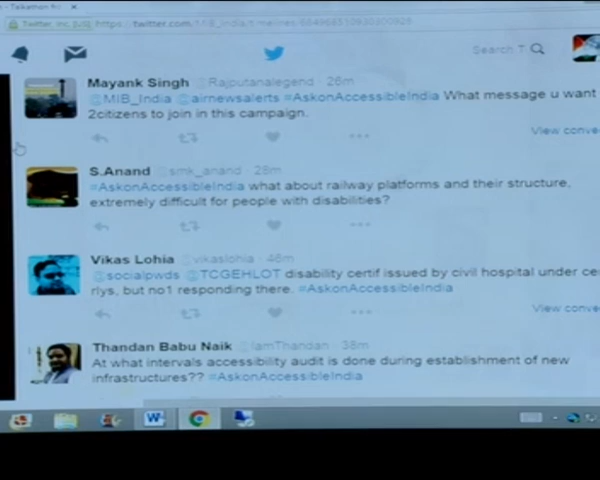 Twitter, Inc. [US] https://twitter.com/MIB_India/timelines/
Search T
Mayank Singh @Rajputanalegend · 26m
@MIB_India @airnewsalerts #AskonAccessibleIndia What message u want
2citizens to join in this campaign.
View conve
S.Anand @smk_anand · 28m
#AskonAccessibleIndia what about railway platforms and their structure,
extremely difficult for people with disabilities?
Vikas Lohia @vikaslohia · 46m
@socialpwds @TCGEHLOT disability certif issued by civil hospital under ce
rlys, but no1 responding there. #AskonAccessibleIndia
View conve
Thandan Babu Naik @IamThandan · 38m
At what intervals accessibility audit is done during establishment of new
infrastructures?? #AskonAccessibleIndia